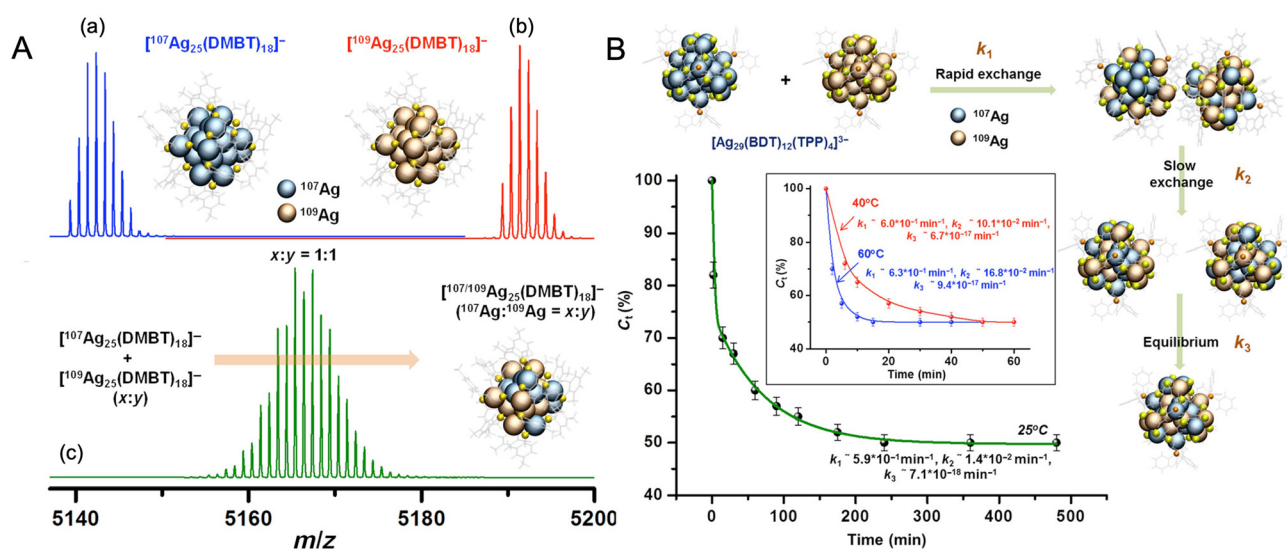 A
(a)
(b)
[¹⁰⁷Ag₂₅(DMBT)₁₈]⁻
[¹⁰⁹Ag₂₅(DMBT)₁₈]⁻
¹⁰⁷Ag
¹⁰⁹Ag
x:y = 1:1
[¹⁰⁷Ag₂₅(DMBT)₁₈]⁻
+
[¹⁰⁹Ag₂₅(DMBT)₁₈]⁻
(x:y)
[¹⁰⁷/¹⁰⁹Ag₂₅(DMBT)₁₈]⁻
(¹⁰⁷Ag:¹⁰⁹Ag = x:y)
(c)
5140 5160 5180 5200
m/z
B
+
k₁
Rapid exchange
¹⁰⁷Ag
¹⁰⁹Ag
[Ag₂₉(BDT)₁₂(TPP)₄]³⁻
Slow
exchange
k₂
Equilibrium
k₃
100
90
80
70
60
50
40
Cₜ (%)
0 100 200 300 400 500
Time (min)
25°C
k₁ ~ 5.9*10⁻¹min⁻¹, k₂ ~ 1.4*10⁻² min⁻¹,
k₃ ~ 7.1*10⁻¹⁸ min⁻¹
100
80
60
50
Cₜ (%)
40°C
k₁ ~ 6.0*10⁻¹ min⁻¹, k₂ ~ 10.1*10⁻² min⁻¹,
k₃ ~ 6.7*10⁻¹⁷ min⁻¹
60°C
k₁ ~ 6.3*10⁻¹ min⁻¹, k₂ ~ 16.8*10⁻² min⁻¹
k₃ ~ 9.4*10⁻¹⁷ min⁻¹
0 20 40 60
Time (min)